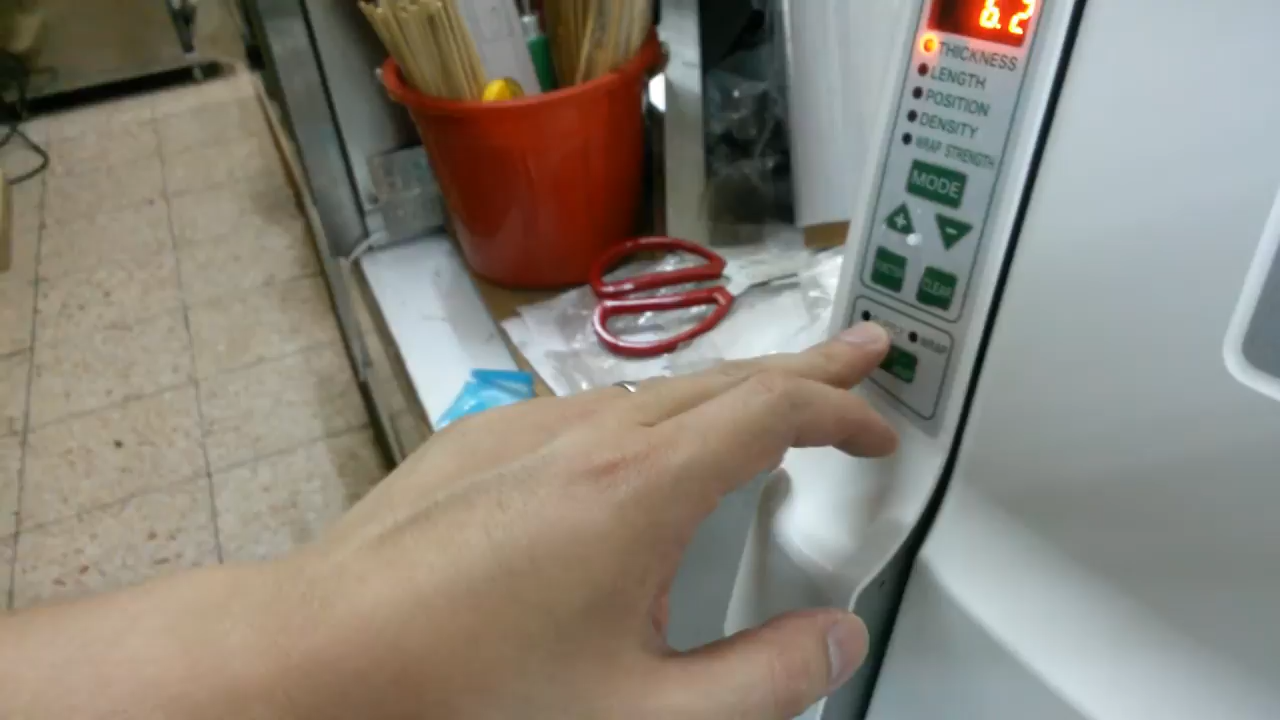 6.2
THICKNESS
LENGTH
POSITION
DENSITY
WRAP STRENGTH
MODE
+ -
CLEAR
WRAP